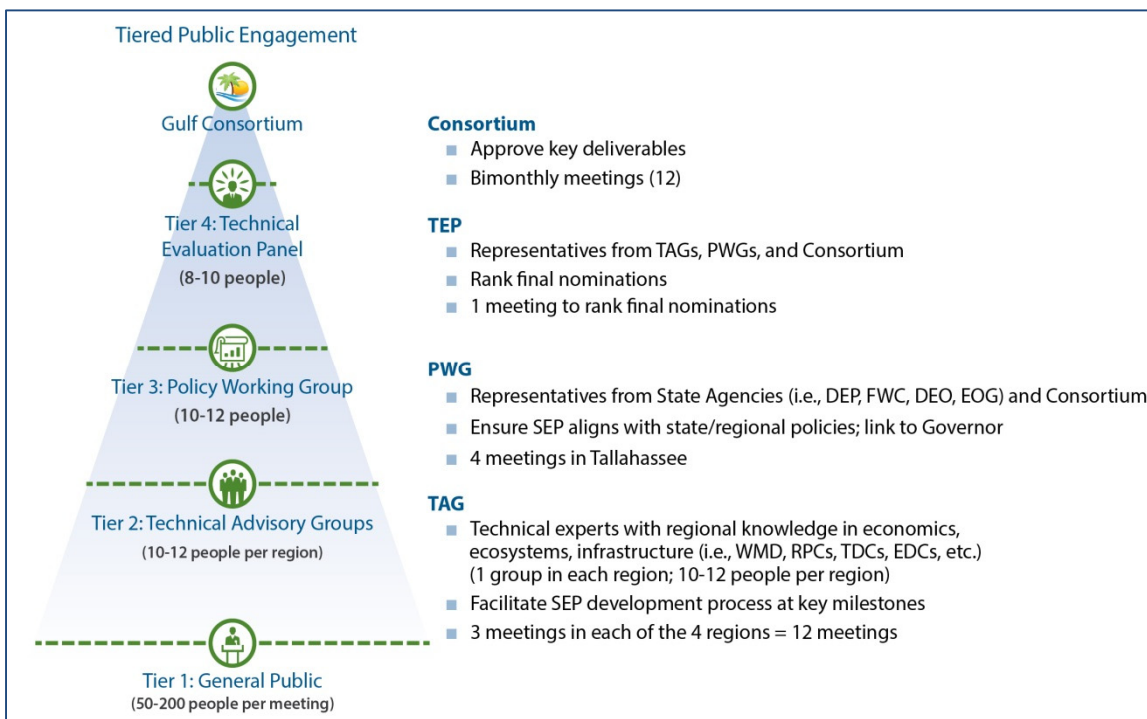 Tiered Public Engagement
Gulf Consortium
Tier 4: Technical
Evaluation Panel
(8-10 people)
Tier 3: Policy Working Group
(10-12 people)
Tier 2: Technical Advisory Groups
(10-12 people per region)
Tier 1: General Public
(50-200 people per meeting)
Consortium
Approve key deliverables
Bimonthly meetings (12)
TEP
Representatives from TAGs, PWGs, and Consortium
Rank final nominations
1 meeting to rank final nominations
PWG
Representatives from State Agencies (i.e., DEP, FWC, DEO, EOG) and Consortium
Ensure SEP aligns with state/regional policies; link to Governor
4 meetings in Tallahassee
TAG
Technical experts with regional knowledge in economics,
ecosystems, infrastructure (i.e., WMD, RPCs, TDCs, EDCs, etc.)
(1 group in each region; 10-12 people per region)
Facilitate SEP development process at key milestones
3 meetings in each of the 4 regions = 12 meetings